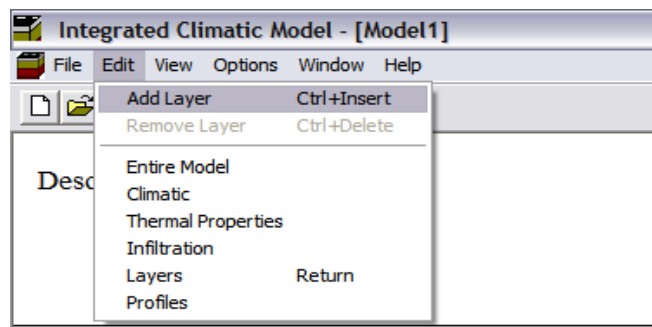 Integrated Climatic Model - [Model1]
File Edit View Options Window Help
Add Layer Ctrl+Insert
Remove Layer Ctrl+Delete
Entire Model
Climatic
Thermal Properties
Infiltration
Layers Return
Profiles
Desc